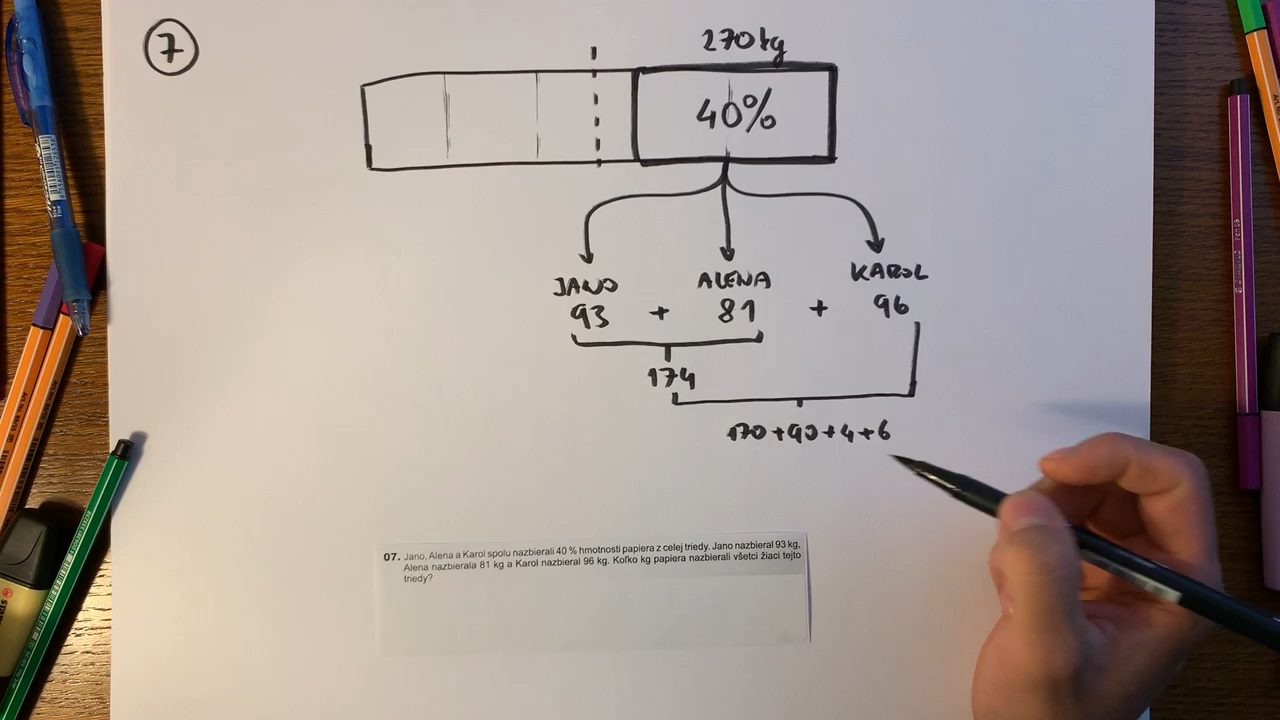 7
270kg
40%
JANO ALENA KAROL
93 + 81 + 96
174
170+90+4+6
07. Jano, Alena a Karol spolu nazbierali 40 % hmotnosti papiera z celej triedy. Jano nazbieral 93 kg,
Alena nazbierala 81 kg a Karol nazbieral 96 kg. Koľko kg papiera nazbierali všetci žiaci tejto
triedy?